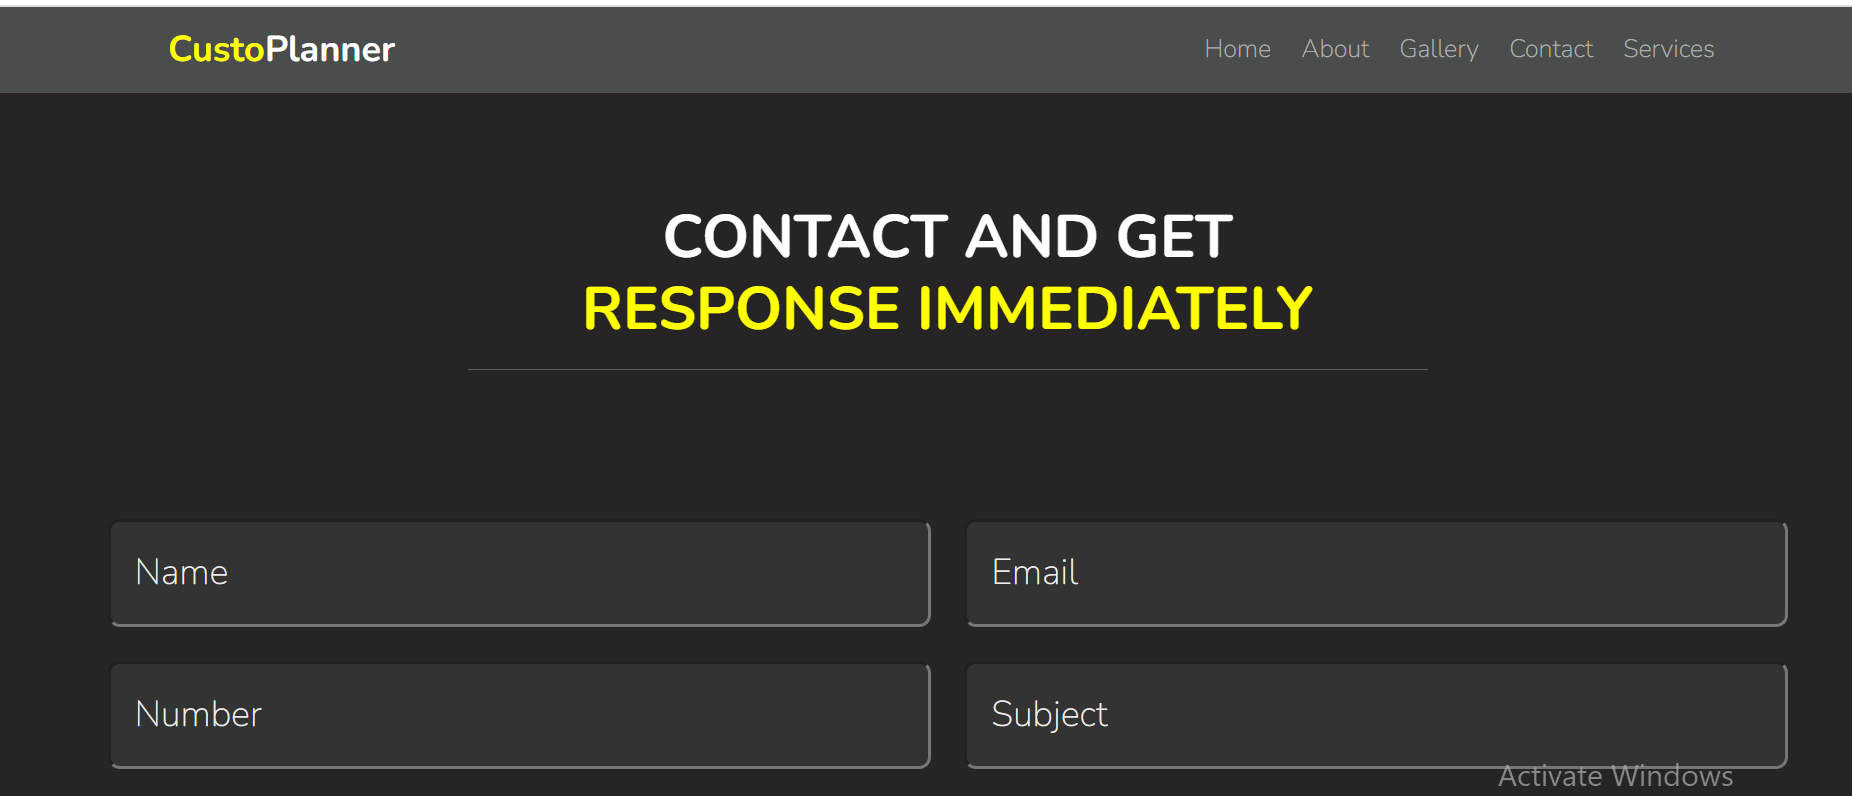 CustoPlanner
Home About Gallery Contact Services
CONTACT AND GET
RESPONSE IMMEDIATELY
Name
Email
Number
Subject
Activate Windows